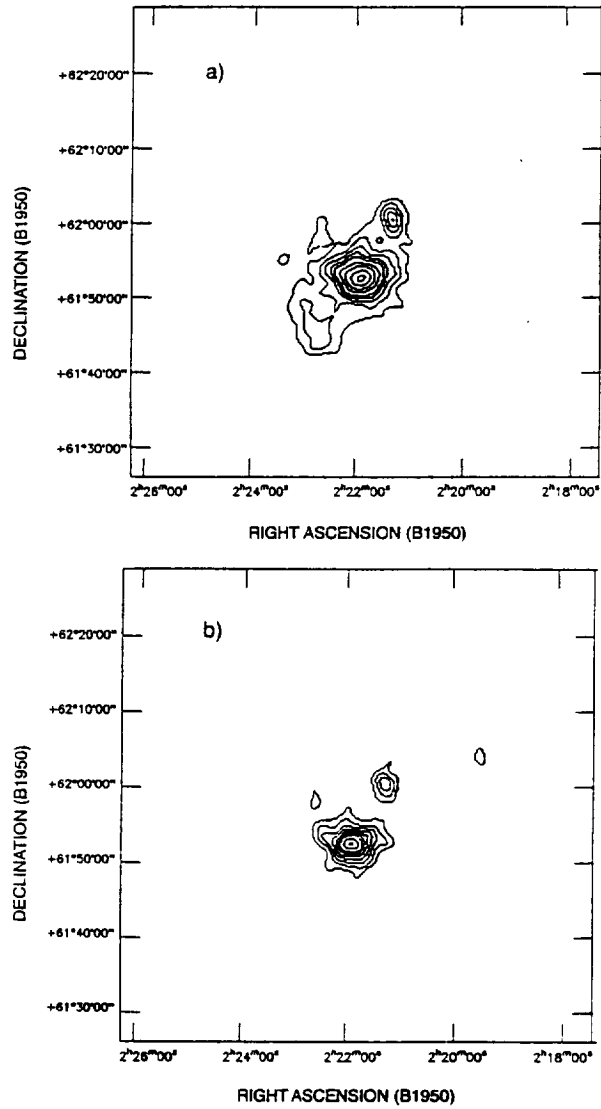 a)
DECLINATION (B1950)
+62°20'00"
+62°10'00"
+62°00'00"
+61°50'00"
+61°40'00"
+61°30'00"
2ʰ26ᵐ00ˢ 2ʰ24ᵐ00ˢ 2ʰ22ᵐ00ˢ 2ʰ20ᵐ00ˢ 2ʰ18ᵐ00ˢ
RIGHT ASCENSION (B1950)
b)
DECLINATION (B1950)
+62°20'00"
+62°10'00"
+62°00'00"
+61°50'00"
+61°40'00"
+61°30'00"
2ʰ26ᵐ00ˢ 2ʰ24ᵐ00ˢ 2ʰ22ᵐ00ˢ 2ʰ20ᵐ00ˢ 2ʰ18ᵐ00ˢ
RIGHT ASCENSION (B1950)